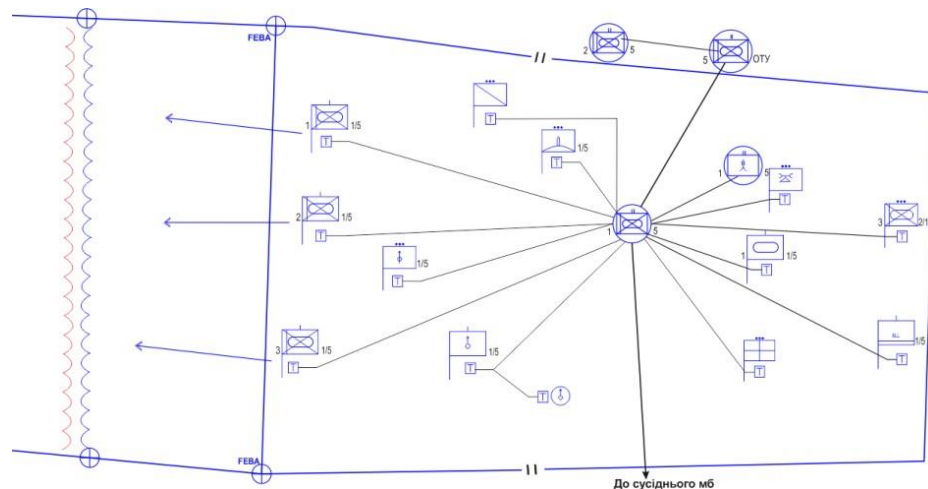 2 5
5 ОТУ
FEBA
1 1/5
Т
Т
1/5
Т
1 5
Т
2 1/5
Т
1 5
3 2/1
Т
1/5
Т
1 1/5
Т
3 1/5
Т
1/5
Т
Т
ALL 1/5
Т
Т
FEBA
До сусіднього мб